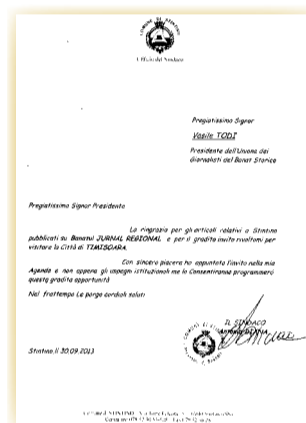 Ufficio del Sindaco
Pregiatissimo Signor
Vasile TODI
Presidente dell'Unione dei
Giornalisti del Banat Storico
Pregiatissimo Signor Presidente
La ringrazio per gli articoli relativi a Stintino
pubblicati su Banatul JURNAL REGIONAL e per il gradito invito rivoltomi per
visitare la Città di TIMISOARA.
Con sincero piacere ho appuntato l'invito nella mia
Agenda e non appena gli impegni istituzionali me lo Consentiranno programmerò
questa gradita opportunità
Nel frattempo Le porgo cordiali saluti
IL SINDACO
Stintino,lì 30.09.2013